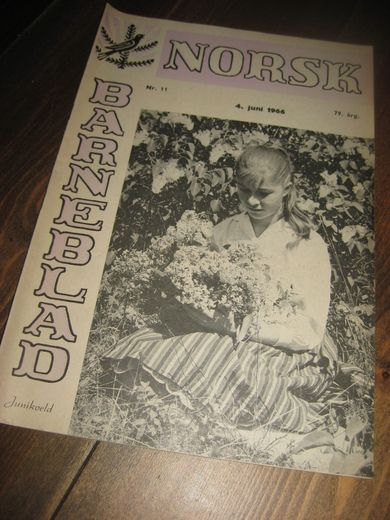 NORSK
BARNEBLAD
Nr. 11
4. juni 1966
79. årg.
Junikveld